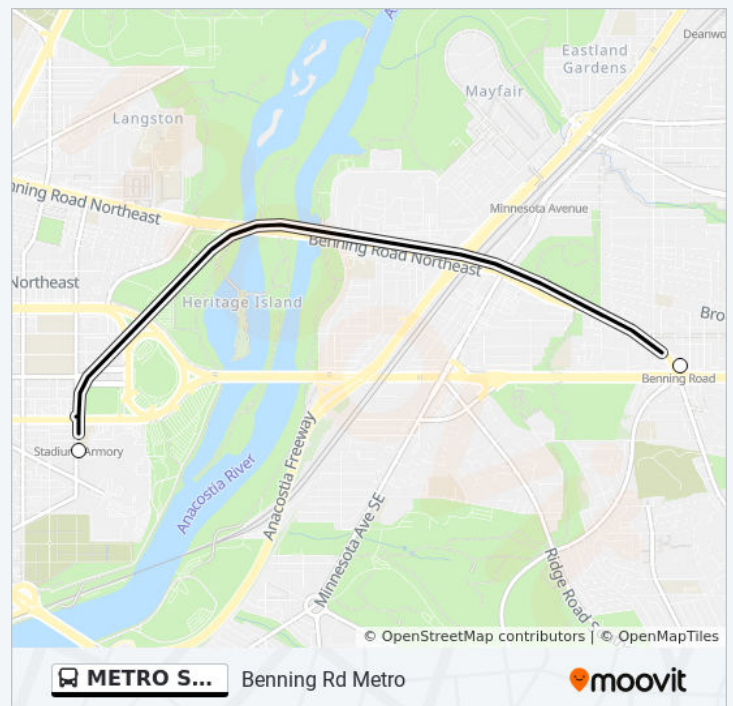 Deanwo
Eastland
Gardens
Mayfair
Langston
nning Road Northeast
Minnesota Avenue
Benning Road Northeast
Northeast
Heritage Island
Bro
Benning Road
Stadium Armory
Anacostia River
Anacostia Freeway
Minnesota Ave SE
Ridge Road S
© OpenStreetMap contributors | © OpenMapTiles
METRO S...
Benning Rd Metro
moovit